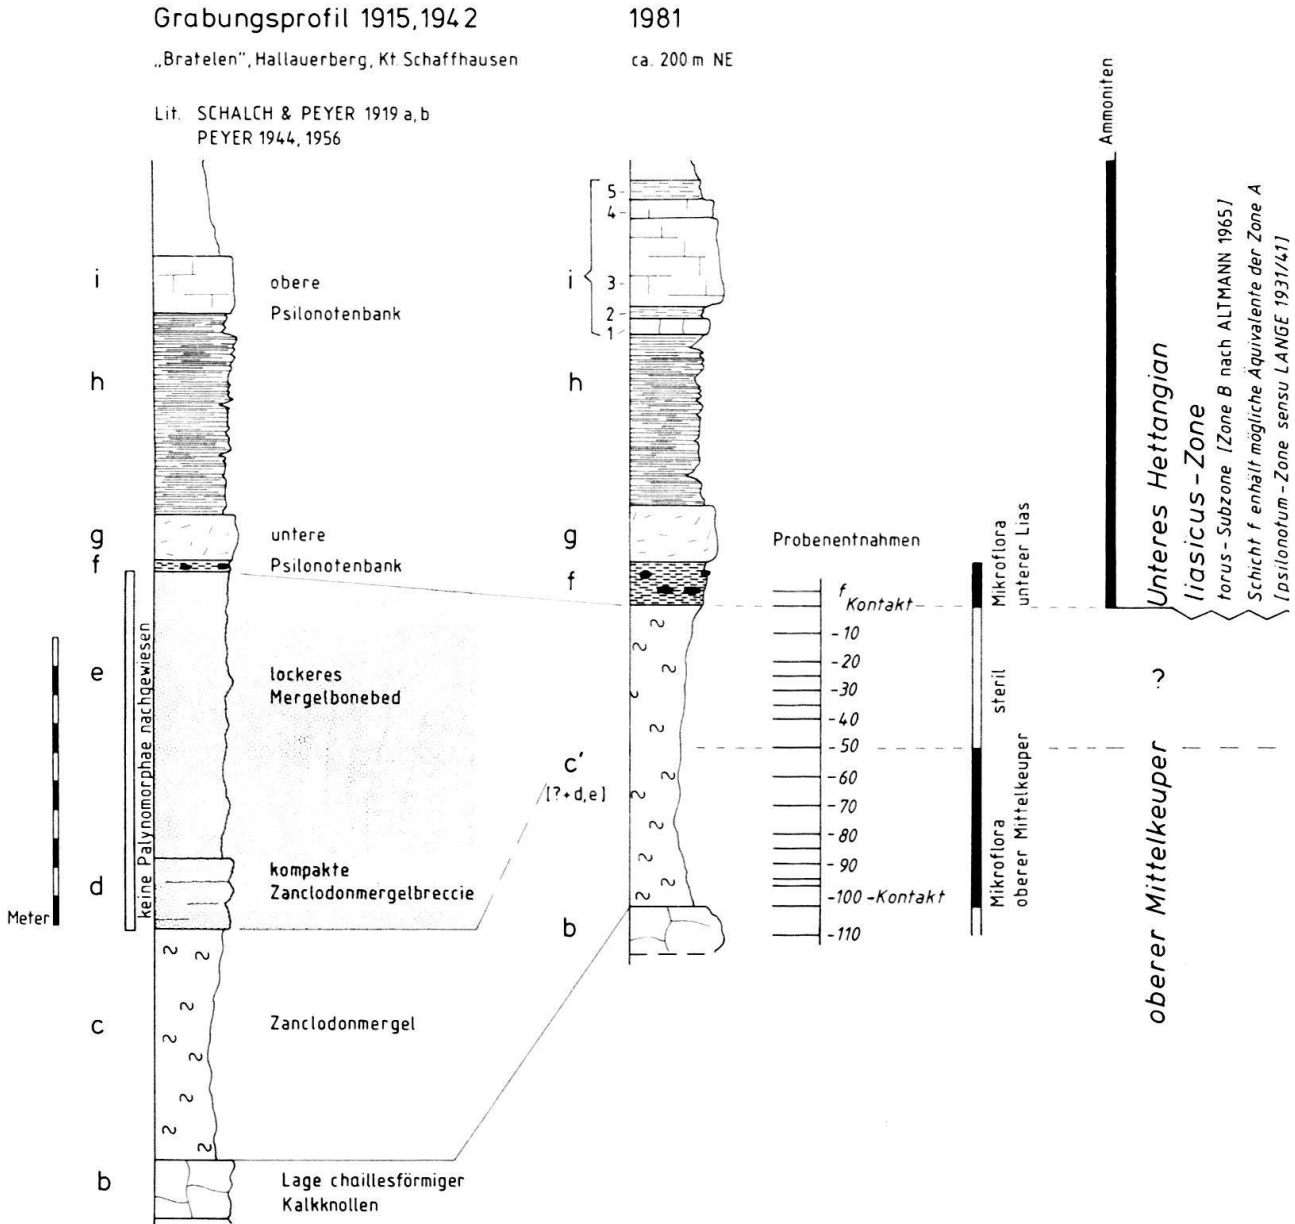 Grabungsprofil 1915,1942
„Bratelen", Hallauerberg, Kt. Schaffhausen
Lit. SCHALCH & PEYER 1919 a,b
PEYER 1944, 1956
i
obere
Psilonotenbank
h
g
untere
f
Psilonotenbank
e
lockeres
Mergelbonebed
keine Palynomorphae nachgewiesen
Meter
d
kompakte
Zanclodonmergelbreccie
c
Zanclodonmergel
b
Lage chaillesförmiger
Kalkknollen
1981
ca. 200 m NE
5
4
i
3
2
1
h
g
f
c'
[?+d,e]
b
Probenentnahmen
f
Kontakt
-10
-20
-30
-40
-50
-60
-70
-80
-90
-100 -Kontakt
-110
Mikroflora
unterer Lias
steril
Mikroflora
oberer Mittelkeuper
Ammoniten
Unteres Hettangian
liasicus-Zone
torus-Subzone [Zone B nach ALTMANN 1965]
Schicht f enhält mögliche Äquivalente der Zone A
[psilonotum-Zone sensu LANGE 1931/41]
?
oberer Mittelkeuper